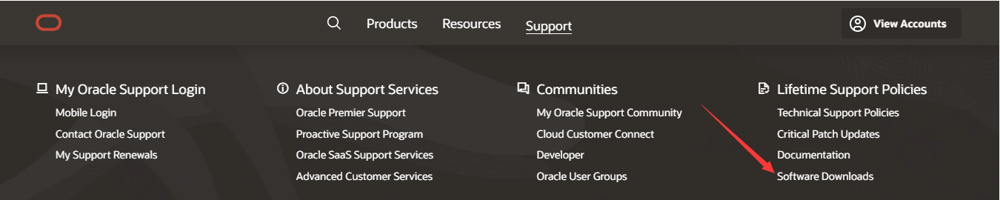 Products
Resources
Support
View Accounts
My Oracle Support Login
Mobile Login
Contact Oracle Support
My Support Renewals
About Support Services
Oracle Premier Support
Proactive Support Program
Oracle SaaS Support Services
Advanced Customer Services
Communities
My Oracle Support Community
Cloud Customer Connect
Developer
Oracle User Groups
Lifetime Support Policies
Technical Support Policies
Critical Patch Updates
Documentation
Software Downloads